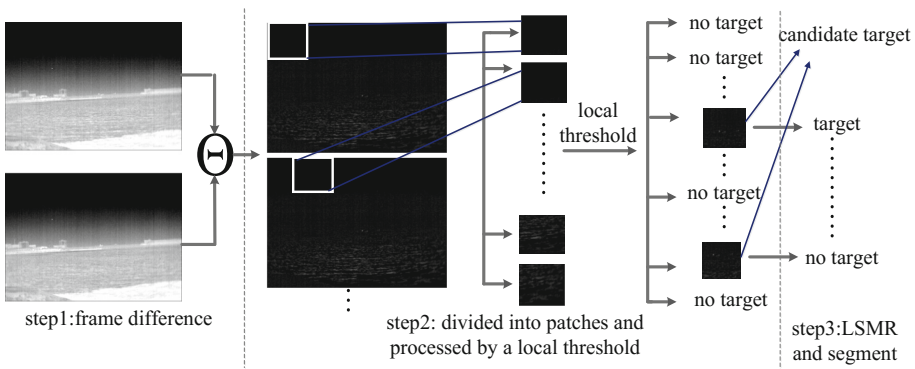 Θ
step1:frame difference
local
threshold
step2: divided into patches and
processed by a local threshold
no target
no target
no target
no target
candidate target
target
no target
step3:LSMR
and segment